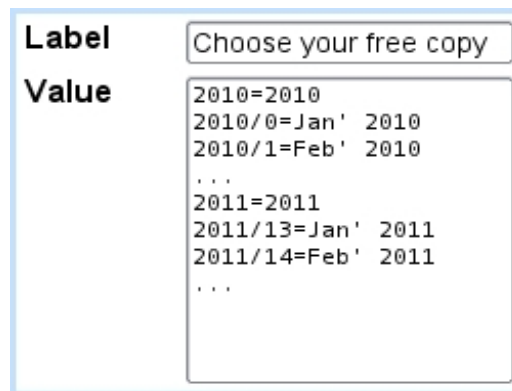 Label
Choose your free copy
Value
2010=2010
2010/0=Jan' 2010
2010/1=Feb' 2010
...
2011=2011
2011/13=Jan' 2011
2011/14=Feb' 2011
...